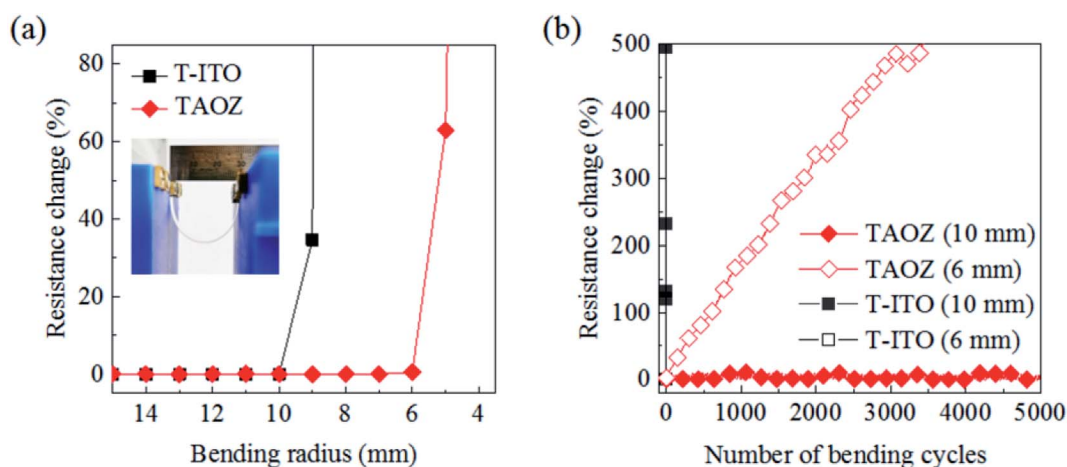 (a)
Resistance change (%)
80
60
40
20
0
T-ITO
TAOZ
14
12
10
8
6
4
Bending radius (mm)
(b)
Resistance change (%)
500
400
300
200
100
0
TAOZ (10 mm)
TAOZ (6 mm)
T-ITO (10 mm)
T-ITO (6 mm)
0
1000
2000
3000
4000
5000
Number of bending cycles